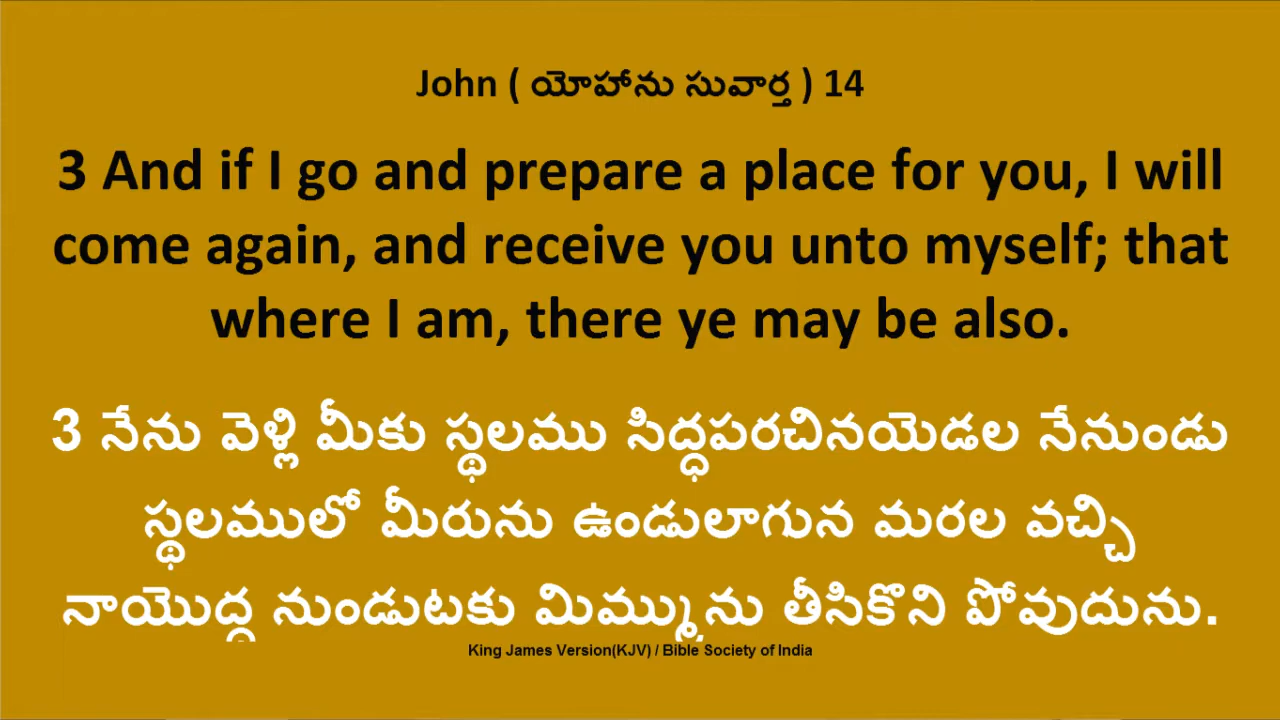 John ( యోహాను సువార్త ) 14
3 And if I go and prepare a place for you, I will
come again, and receive you unto myself; that
where I am, there ye may be also.
3 నేను వెళ్లి మీకు స్థలము సిద్ధపరచినయెడల నేనుండు
స్థలములో మీరును ఉండులాగున మరల వచ్చి
నాయొద్ద నుండుటకు మిమ్మును తీసికొని పోవుదును.
King James Version(KJV) / Bible Society of India